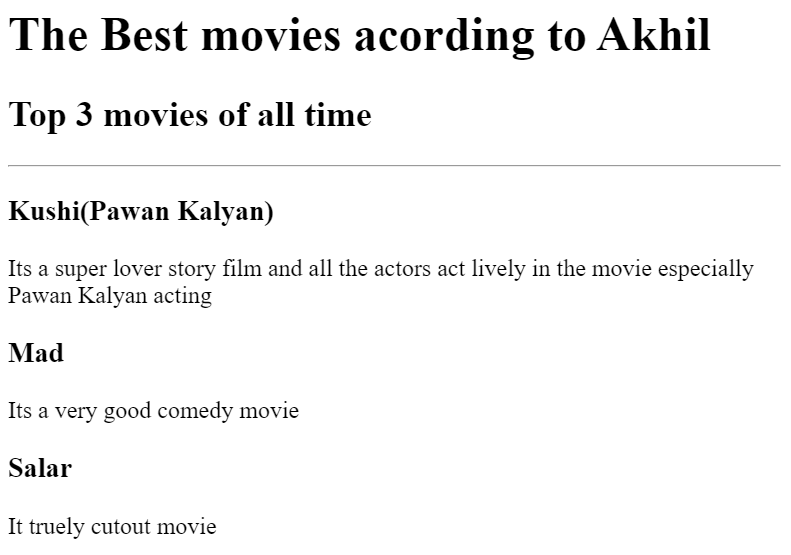 The Best movies acording to Akhil
Top 3 movies of all time
Kushi(Pawan Kalyan)
Its a super lover story film and all the actors act lively in the movie especially
Pawan Kalyan acting
Mad
Its a very good comedy movie
Salar
It truely cutout movie